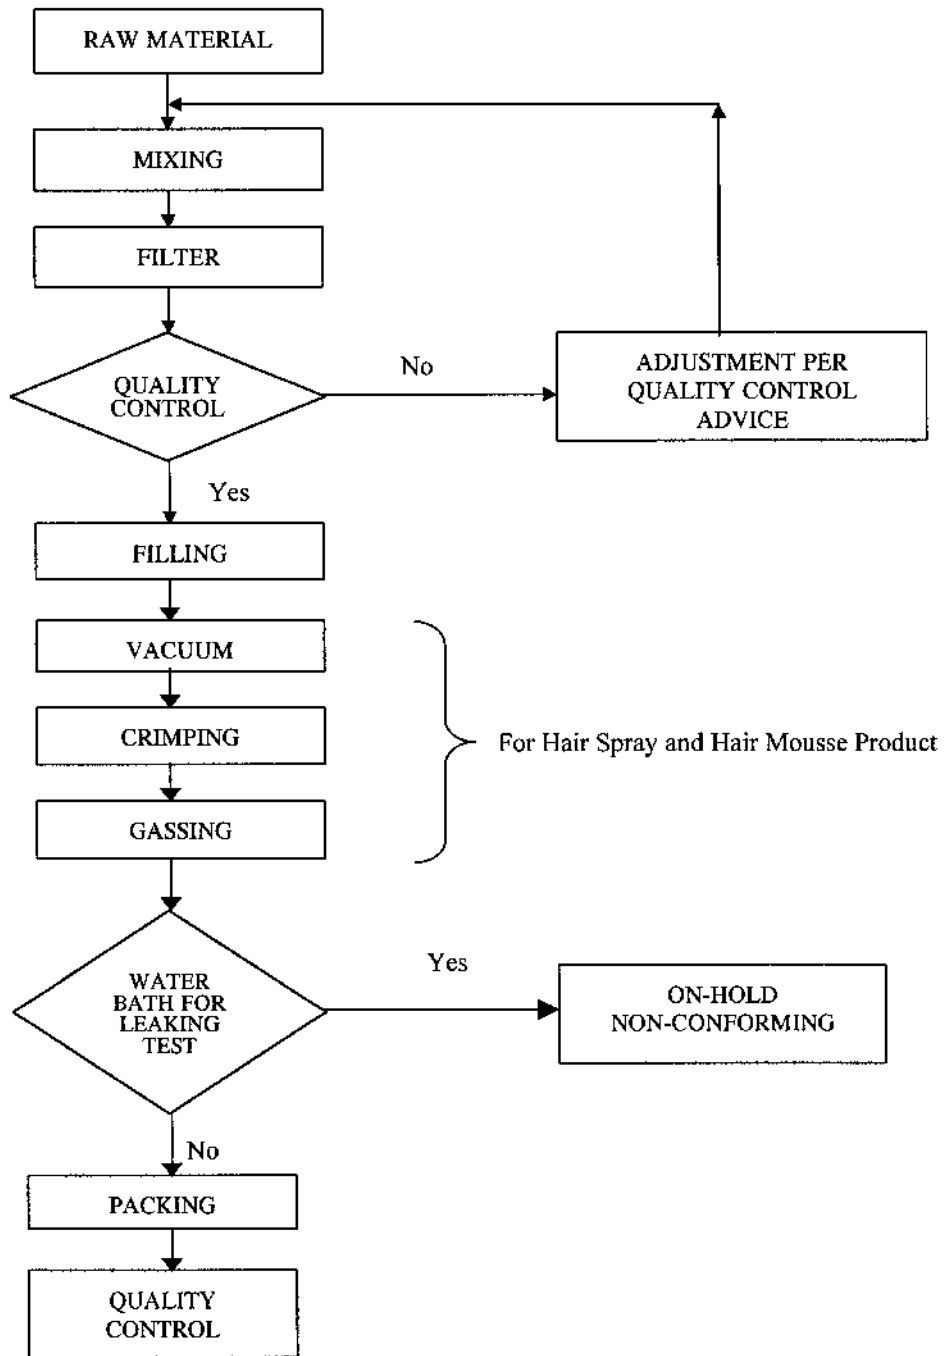 RAW MATERIAL
MIXING
FILTER
QUALITY
CONTROL
No
ADJUSTMENT PER
QUALITY CONTROL
ADVICE
Yes
FILLING
VACUUM
CRIMPING
For Hair Spray and Hair Mousse Product
GASSING
WATER
BATH FOR
LEAKING
TEST
Yes
ON-HOLD
NON-CONFORMING
No
PACKING
QUALITY
CONTROL